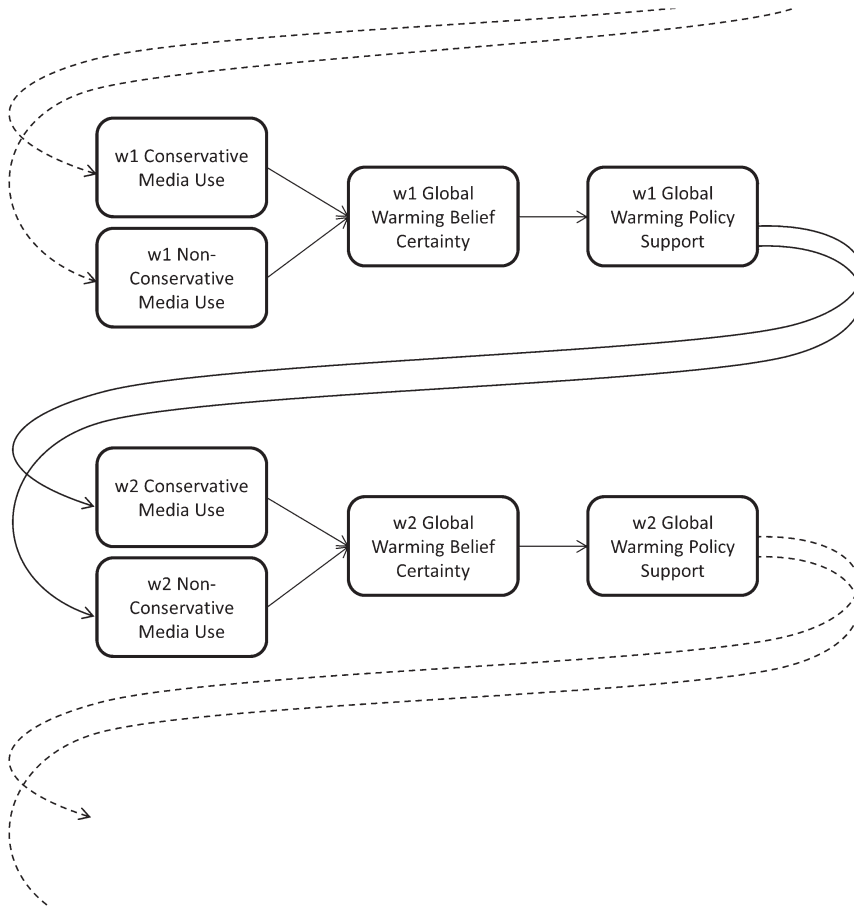 w1 Conservative
Media Use
w1 Non-
Conservative
Media Use
w1 Global
Warming Belief
Certainty
w1 Global
Warming Policy
Support
w2 Conservative
Media Use
w2 Non-
Conservative
Media Use
w2 Global
Warming Belief
Certainty
w2 Global
Warming Policy
Support